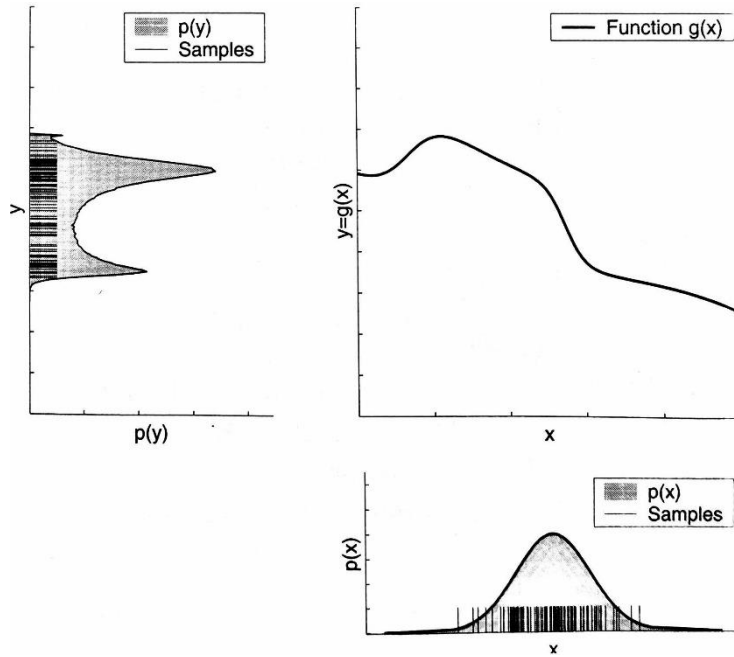 p(y)
Samples
y
p(y)
Function g(x)
y=g(x)
x
p(x)
Samples
p(x)
x